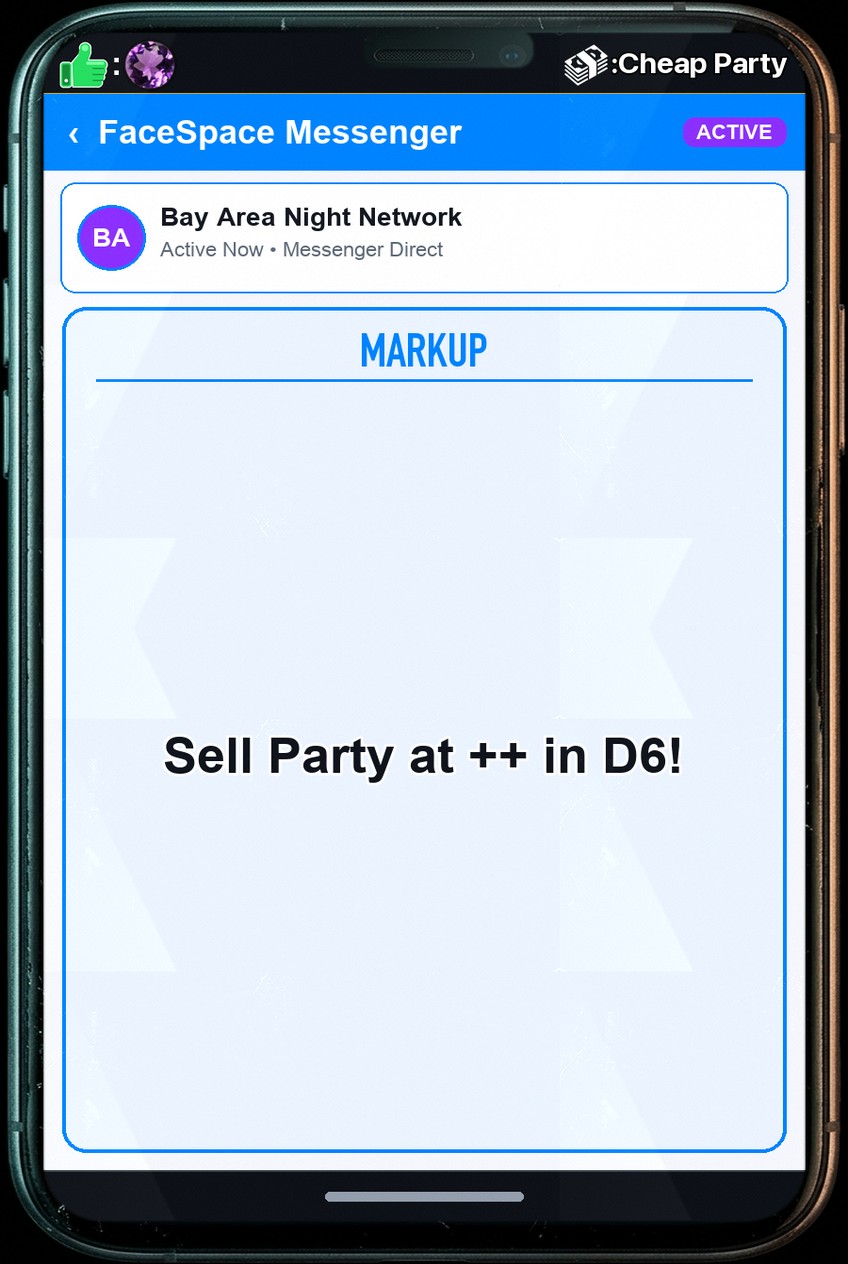 :
:Cheap Party
‹ FaceSpace Messenger
ACTIVE
BA
Bay Area Night Network
Active Now • Messenger Direct
MARKUP
Sell Party at ++ in D6!